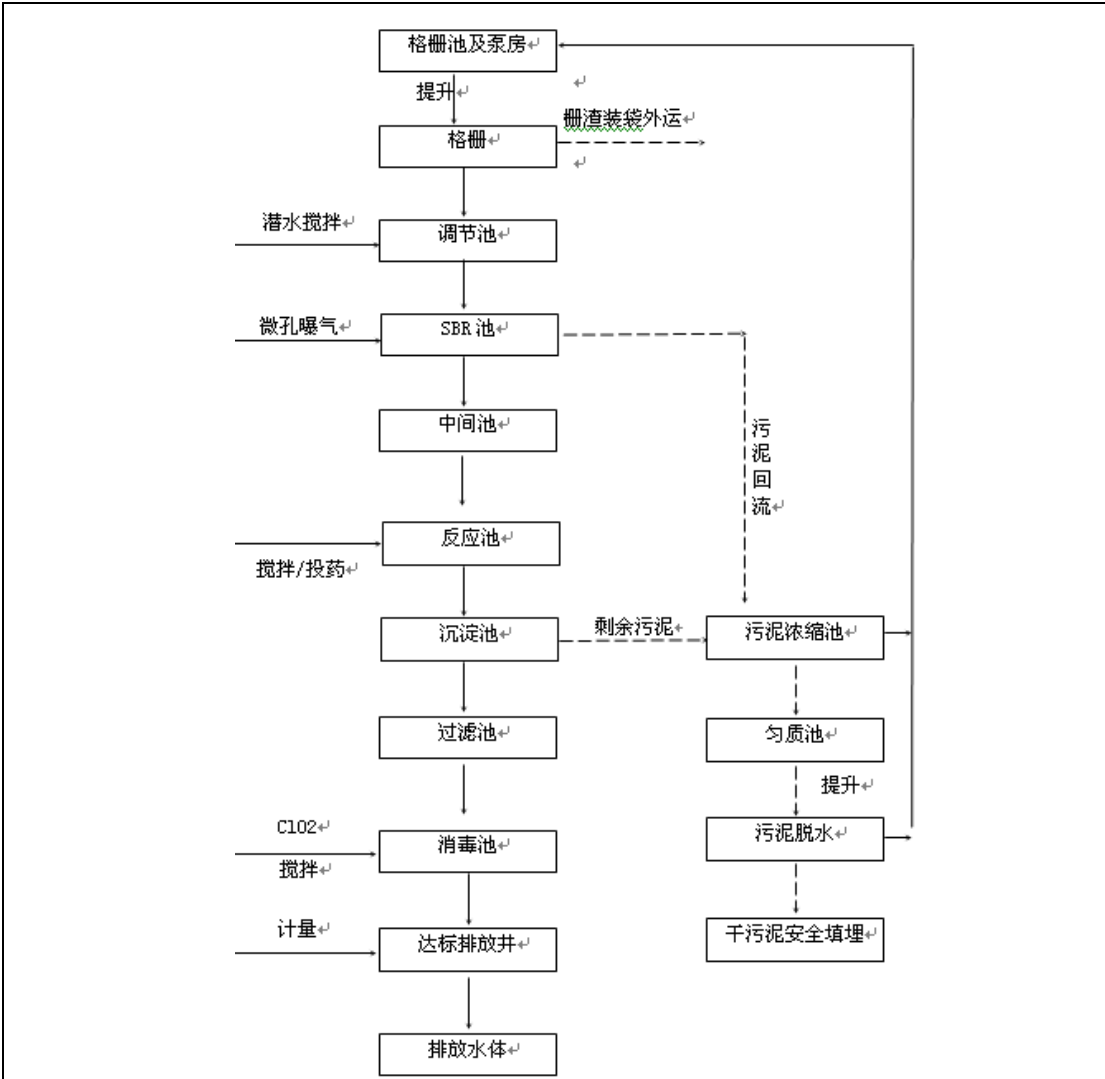 格栅池及泵房
提升
栅渣装袋外运
格栅
潜水搅拌
调节池
微孔曝气
SBR 池
中间池
污
泥
回
流
反应池
搅拌/投药
沉淀池
剩余污泥
污泥浓缩池
过滤池
匀质池
提升
ClO2
搅拌
消毒池
污泥脱水
计量
达标排放井
干污泥安全填埋
排放水体